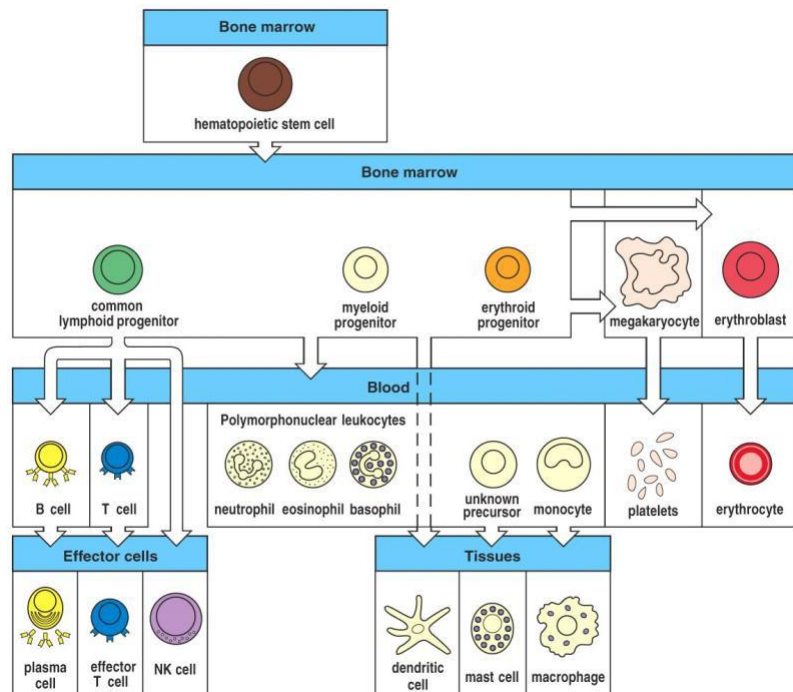 Bone marrow
hematopoietic stem cell
Bone marrow
common
lymphoid progenitor
myeloid
progenitor
erythroid
progenitor
megakaryocyte
erythroblast
Blood
B cell
T cell
Polymorphonuclear leukocytes
neutrophil
eosinophil
basophil
unknown
precursor
monocyte
platelets
erythrocyte
Effector cells
plasma
cell
effector
T cell
NK cell
Tissues
dendritic
cell
mast cell
macrophage